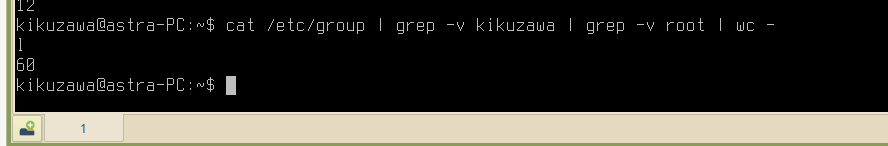 12
kikuzawa@astra-PC:~$ cat /etc/group | grep -v kikuzawa | grep -v root | wc -
l
60
kikuzawa@astra-PC:~$
1